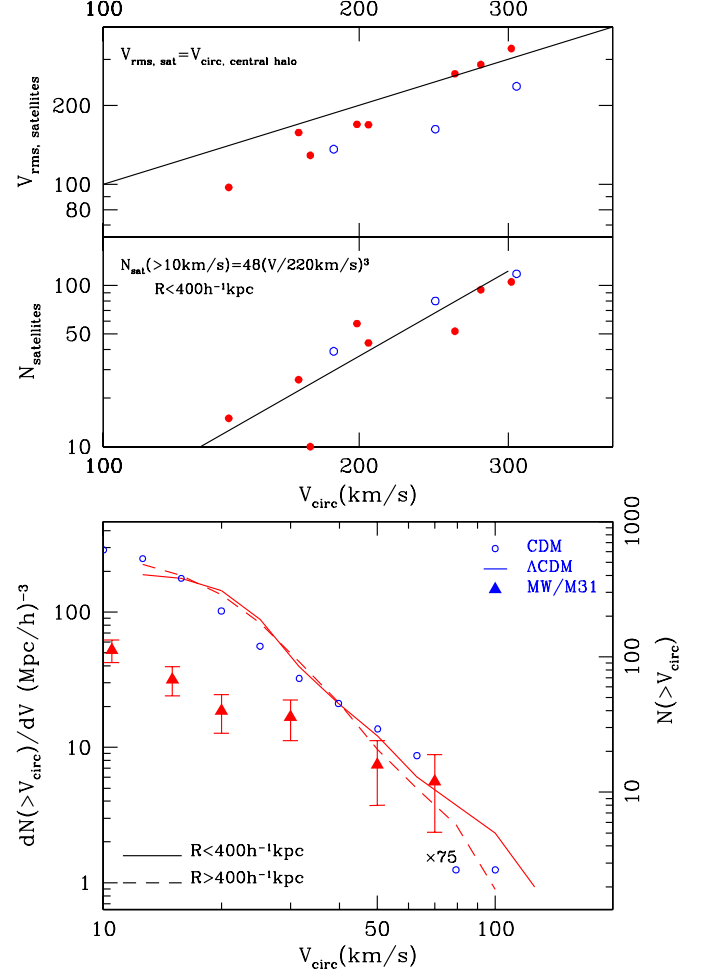 100 200 300
V_rms, satellites
200
100
80
V_rms, sat=V_circ, central halo
N_satellites
100
50
10
N_sat(>10km/s)=48(V/220km/s)³
R<400h⁻¹kpc
100 200 300
V_circ(km/s)
dN(>V_circ)/dV (Mpc/h)⁻³
100
10
1
CDM
ΛCDM
MW/M31
×75
R<400h⁻¹kpc
R>400h⁻¹kpc
1000
100
10
N(>V_circ)
10 50 100
V_circ(km/s)